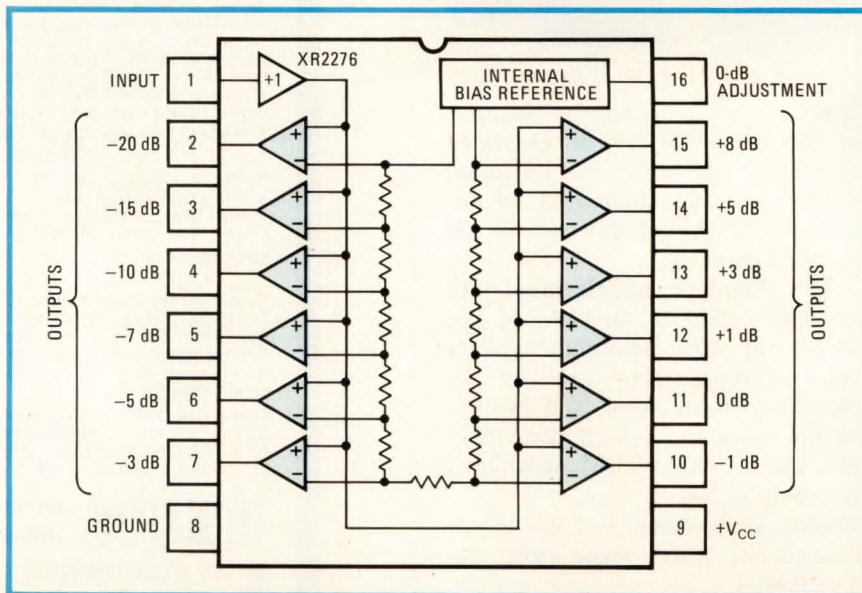 XR2276
INPUT 1
+1
INTERNAL
BIAS REFERENCE
16 0-dB
ADJUSTMENT
–20 dB 2
+
–
+
–
15 +8 dB
–15 dB 3
+
–
+
–
14 +5 dB
–10 dB 4
+
–
+
–
13 +3 dB
–7 dB 5
+
–
+
–
12 +1 dB
–5 dB 6
+
–
+
–
11 0 dB
–3 dB 7
+
–
+
–
10 –1 dB
GROUND 8
9 +VCC
OUTPUTS
OUTPUTS